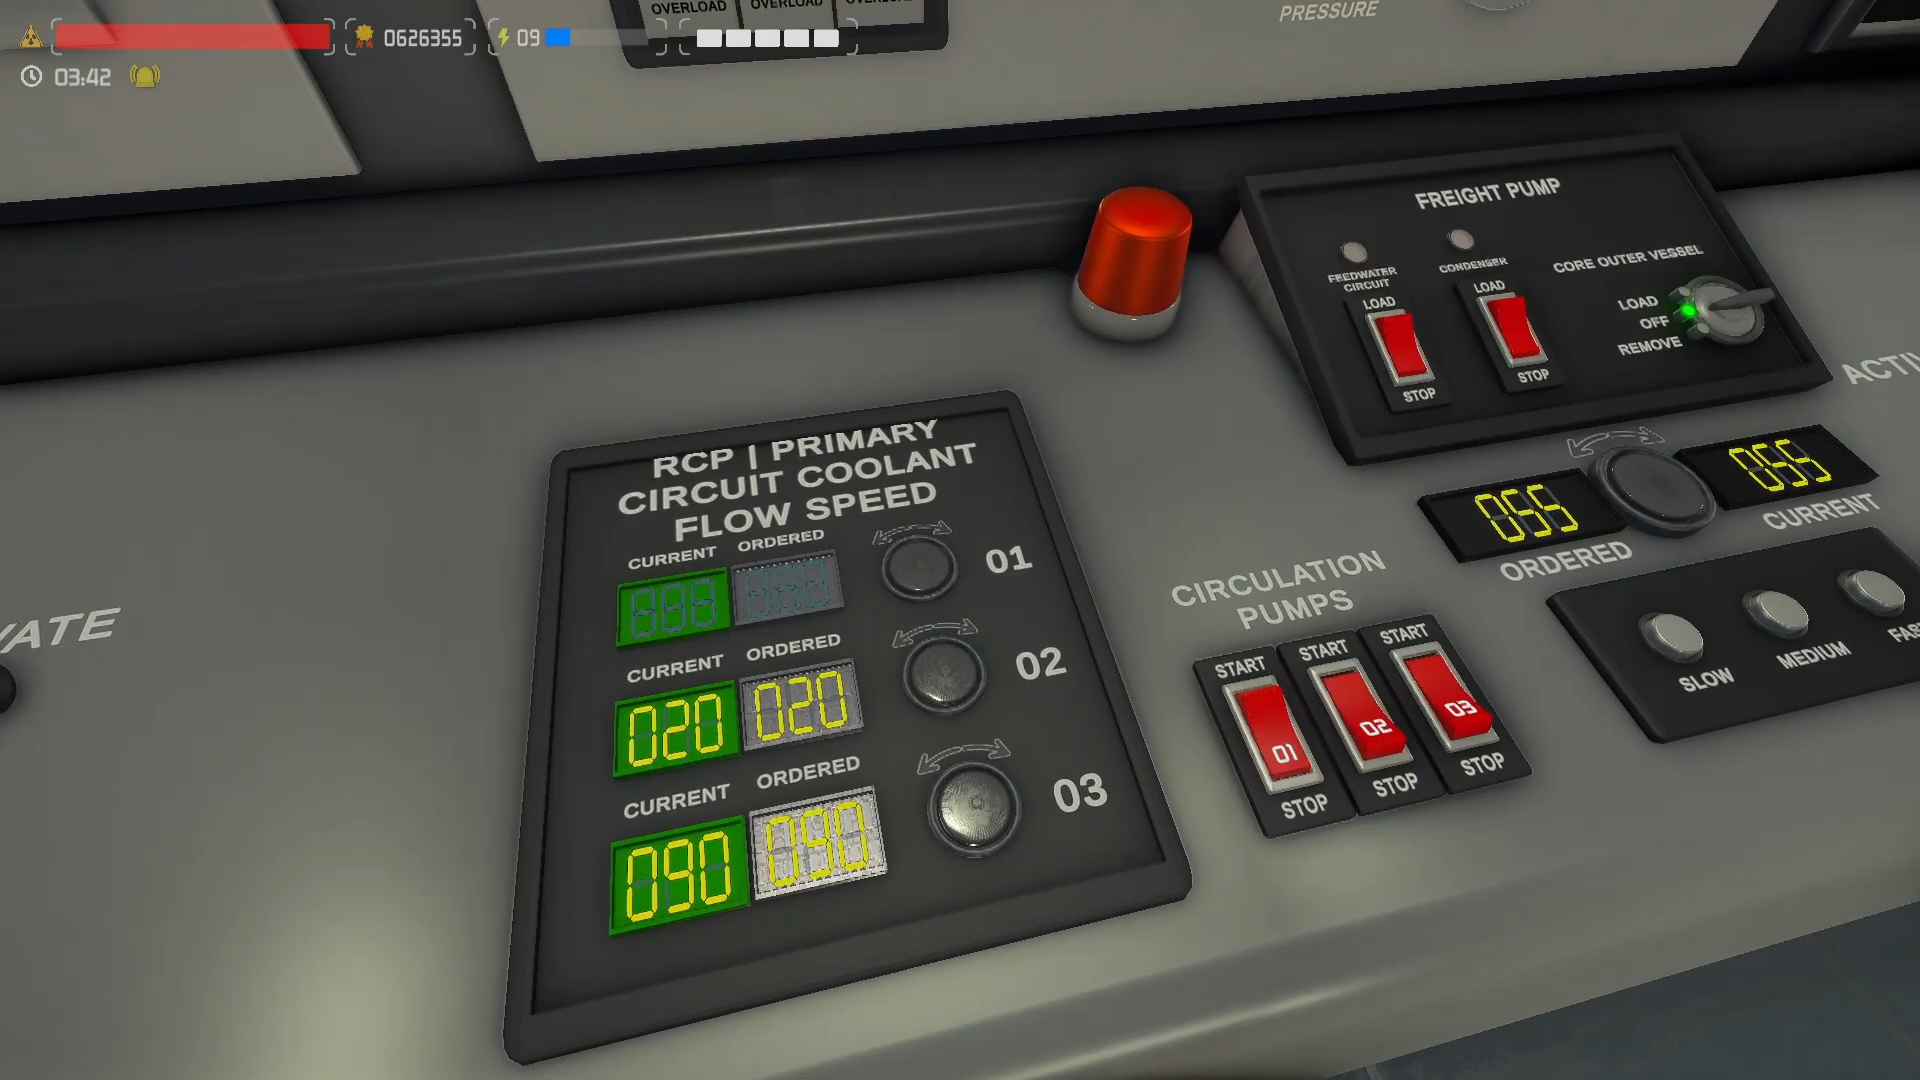 OVERLOAD OVERLOAD
PRESSURE
0626355
09
03:42
FREIGHT PUMP
FEEDWATER
CIRCUIT
CONDENSER
CORE OUTER VESSEL
LOAD
LOAD
STOP
STOP
LOAD
OFF
REMOVE
RCP | PRIMARY
CIRCUIT COOLANT
FLOW SPEED
CURRENT ORDERED
01
CURRENT ORDERED
020 020
02
CURRENT ORDERED
090 090
03
055
ORDERED
055
CURRENT
CIRCULATION
PUMPS
START START START
01 02 03
STOP STOP STOP
SLOW MEDIUM